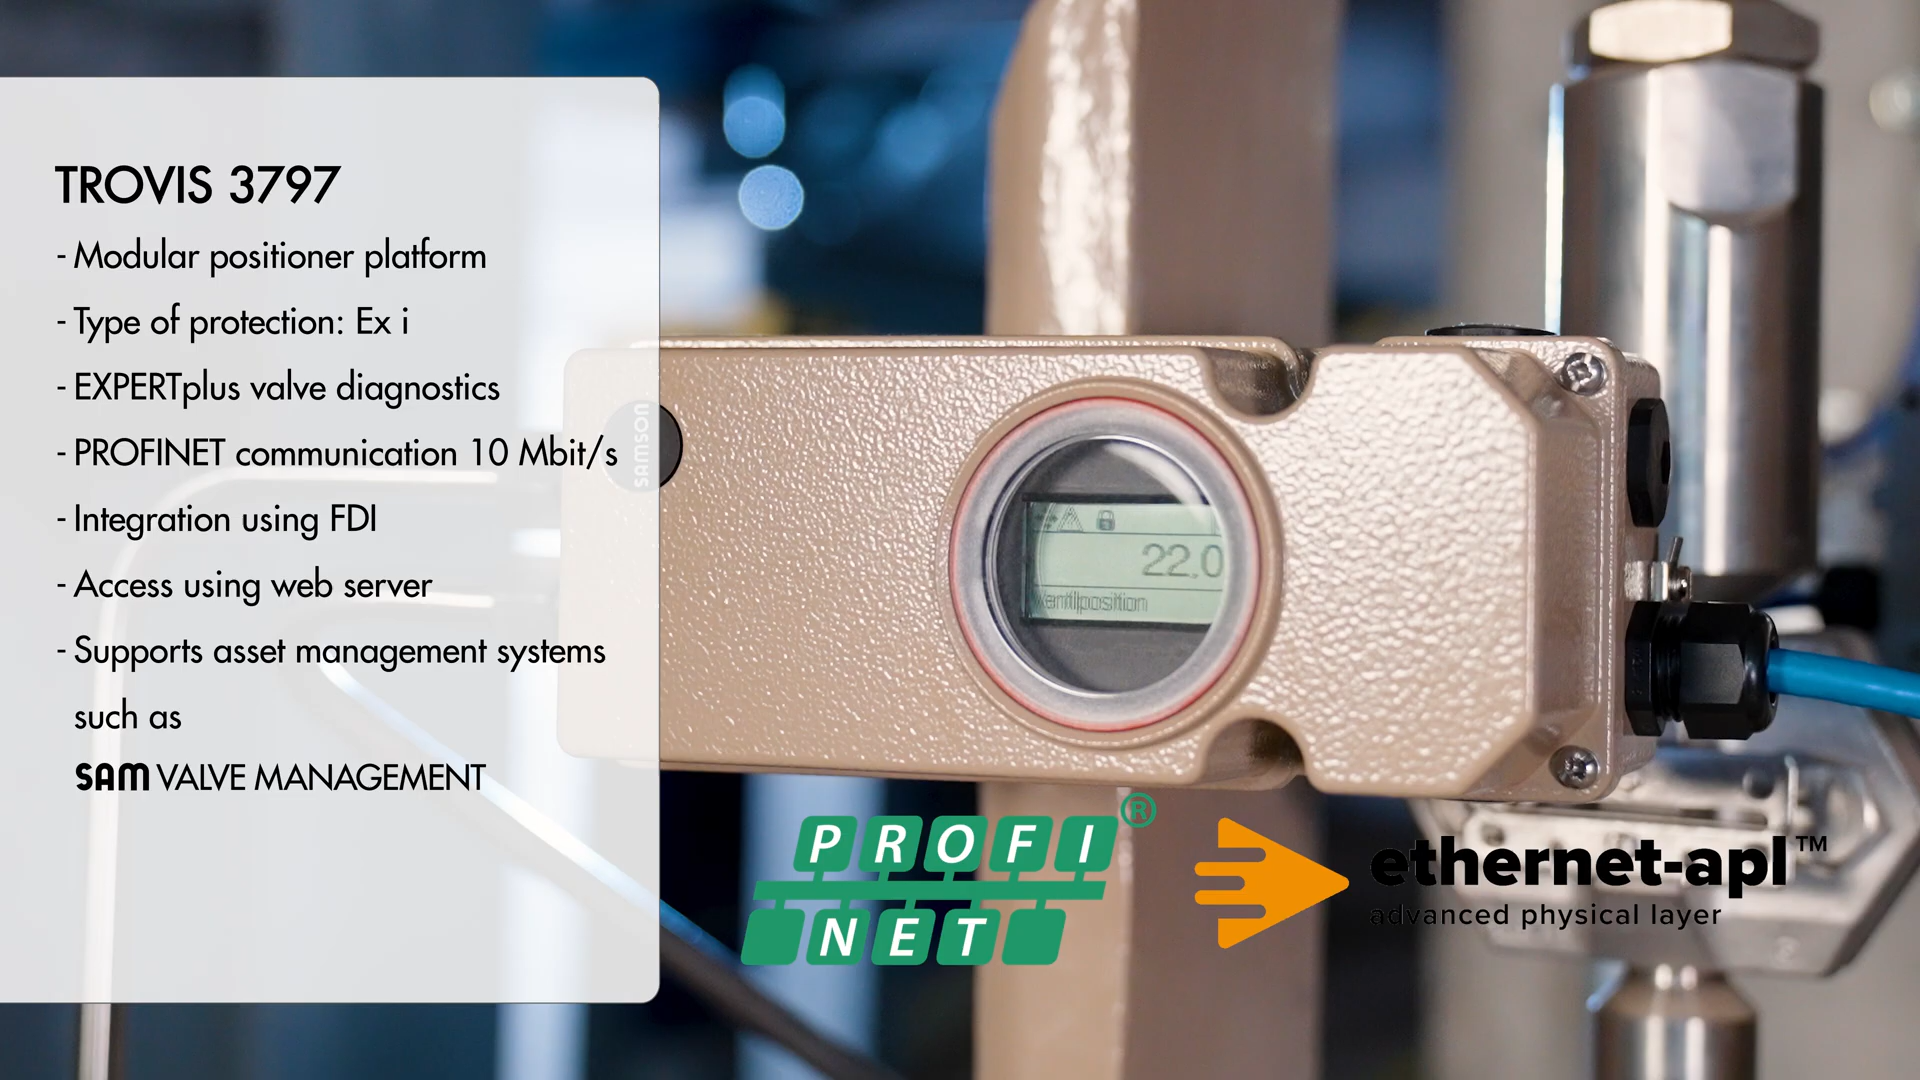 TROVIS 3797
- Modular positioner platform
- Type of protection: Ex i
- EXPERTplus valve diagnostics
- PROFINET communication 10 Mbit/s
- Integration using FDI
- Access using web server
- Supports asset management systems
such as
SAM VALVE MANAGEMENT
SAMSON
22.0
Ventilposition
PROFI®
NET
ethernet-apl™
advanced physical layer